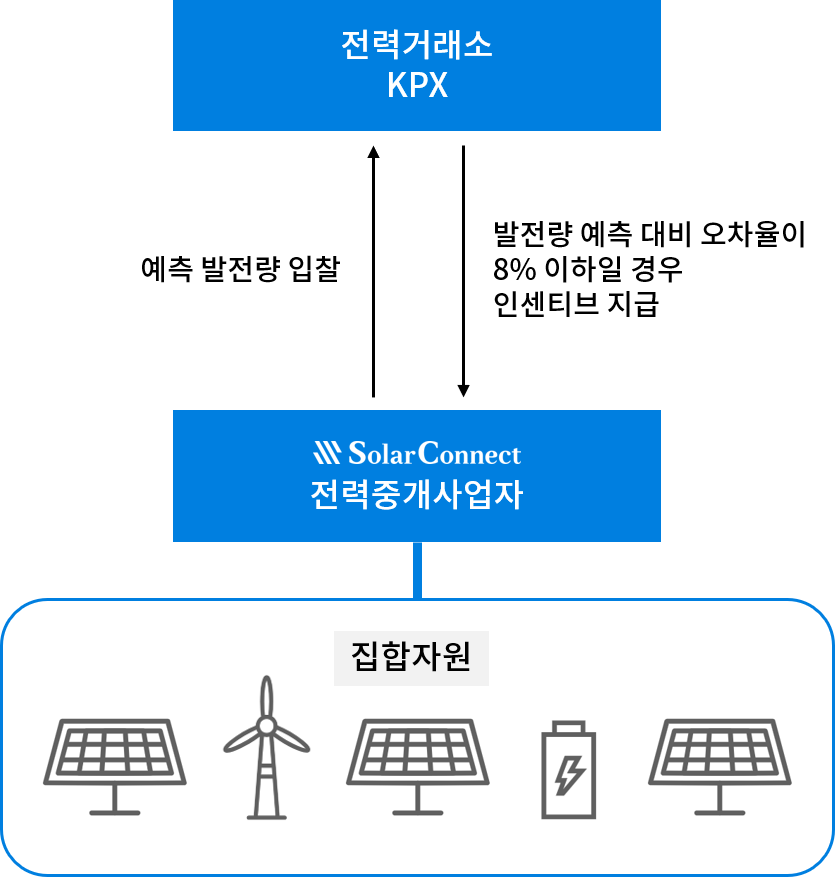 전력거래소
KPX
예측 발전량 입찰
발전량 예측 대비 오차율이
8% 이하일 경우
인센티브 지급
SolarConnect
전력중개사업자
집합자원